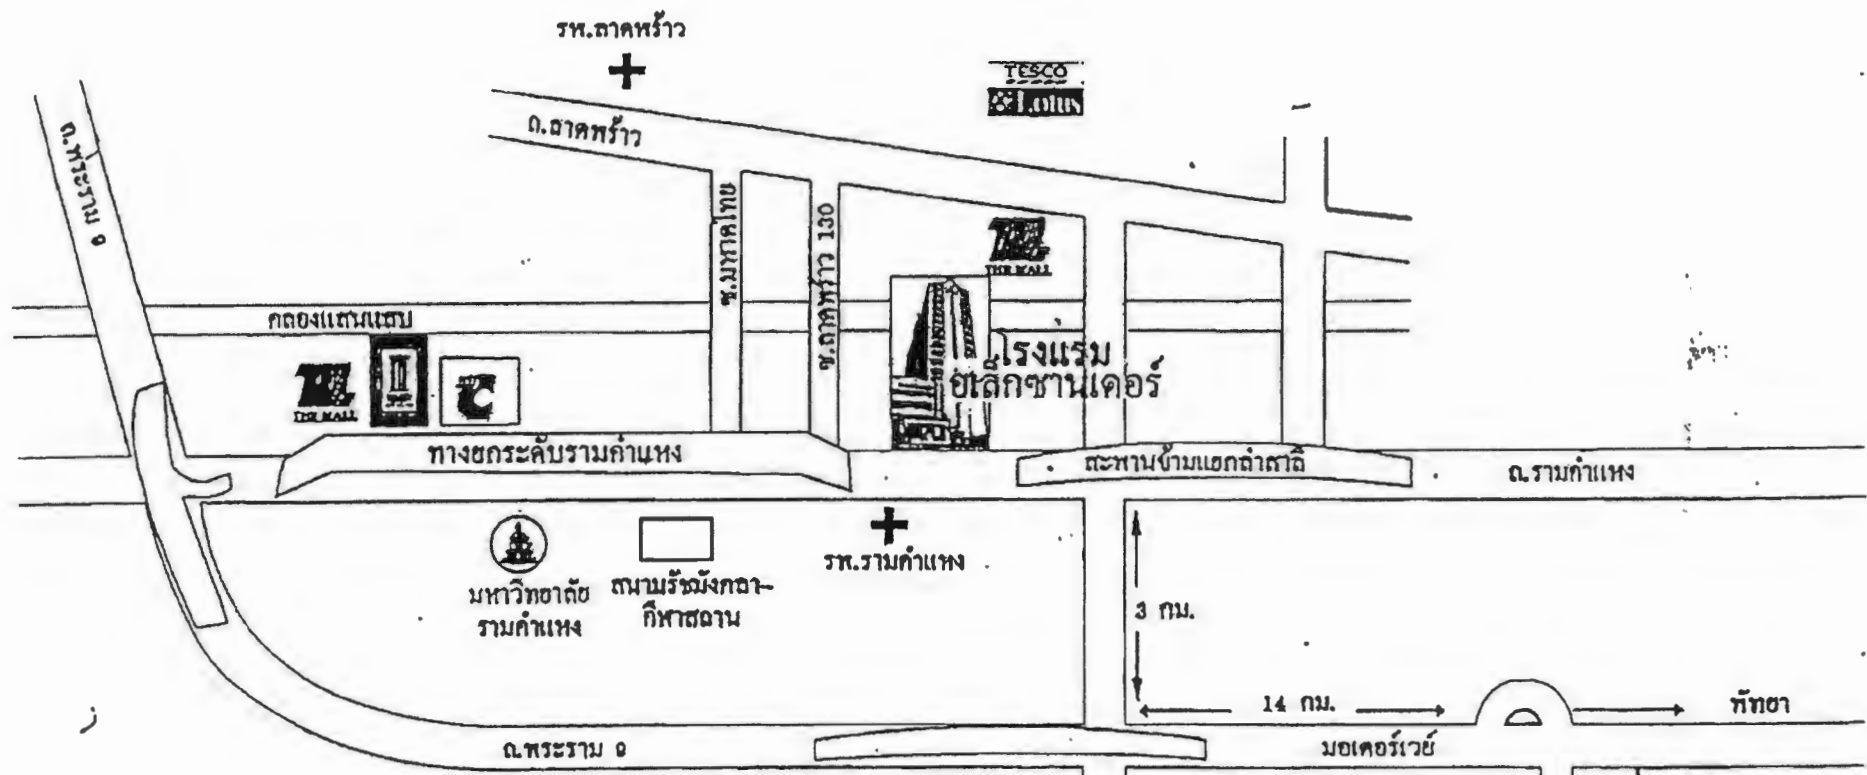 รพ.ลาดพร้าว
TESCO
Lotus
ถ.ลาดพร้าว
ถ.พระราม ๑
ซ.มหาดไทย
ซ.ลาดพร้าว 130
THE MALL
คลองแสนแสบ
THE MALL
C
โรงแรม
อเล็กซานเดอร์
ทางยกระดับรามคำแหง
สะพานข้ามแยกลำสาลี
ถ.รามคำแหง
มหาวิทยาลัย
รามคำแหง
สนามรัชมังคลา-
กีฬาสถาน
รพ.รามคำแหง
3 กม.
14 กม.
พัทยา
ถ.พระราม ๑
มอเตอร์เวย์